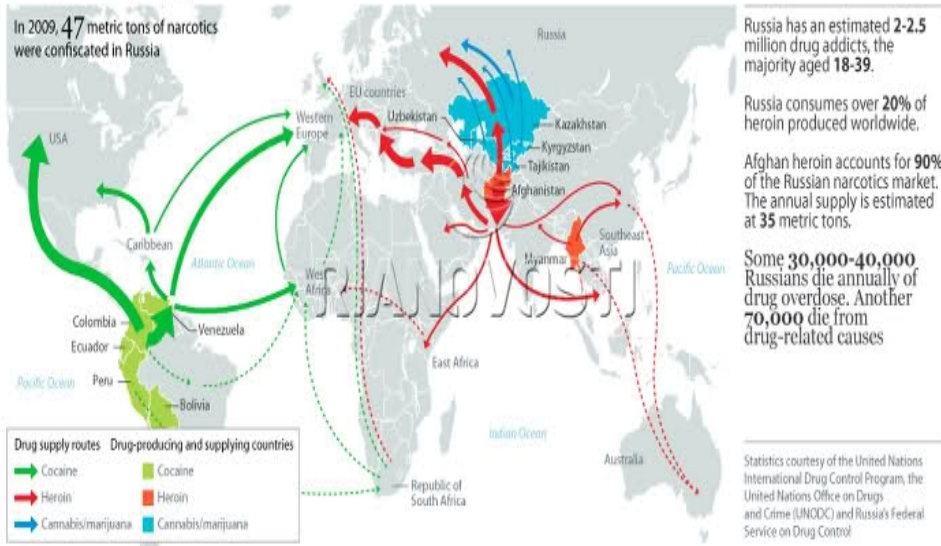 In 2009, 47 metric tons of narcotics
were confiscated in Russia
Russia
USA
EU countries
Western
Europe
Uzbekistan
Kazakhstan
Kyrgyzstan
Tajikistan
Afghanistan
Caribbean
Atlantic Ocean
West
Africa
Myanmar
Southeast
Asia
Pacific Ocean
RIANOVOSTI
Colombia
Venezuela
Ecuador
East Africa
Pacific Ocean
Peru
Bolivia
Indian Ocean
Australia
Republic of
South Africa
Drug supply routes
Cocaine
Heroin
Cannabis/marijuana
Drug-producing and supplying countries
Cocaine
Heroin
Cannabis/marijuana
Russia has an estimated 2-2.5
million drug addicts, the
majority aged 18-39.
Russia consumes over 20% of
heroin produced worldwide.
Afghan heroin accounts for 90%
of the Russian narcotics market.
The annual supply is estimated
at 35 metric tons.
Some 30,000-40,000
Russians die annually of
drug overdose. Another
70,000 die from
drug-related causes
Statistics courtesy of the United Nations
International Drug Control Program, the
United Nations Office on Drugs
and Crime (UNODC) and Russia's Federal
Service on Drug Control